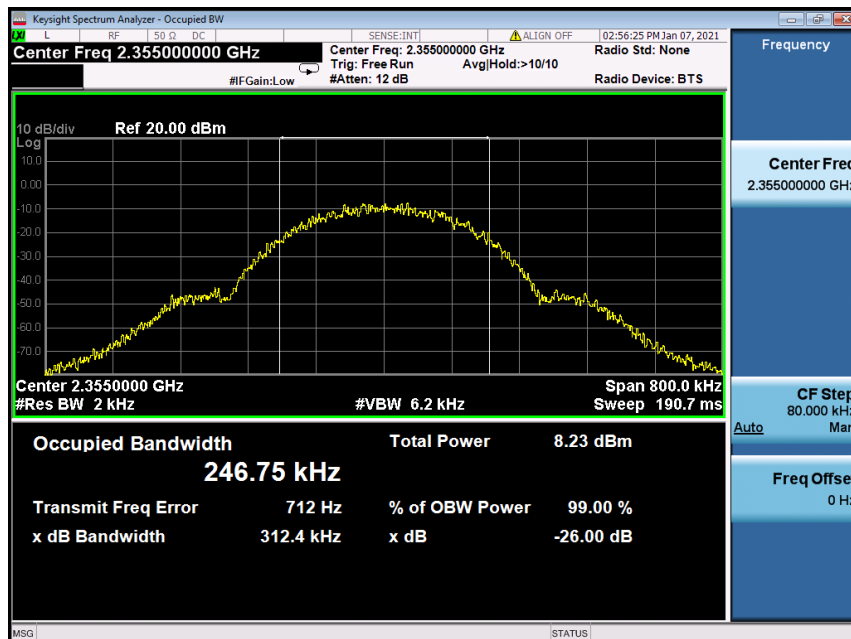 Keysight Spectrum Analyzer - Occupied BW
LXI L RF 50 Ω DC SENSE:INT ALIGN OFF 02:56:25 PM Jan 07, 2021
Center Freq 2.355000000 GHz
Center Freq: 2.355000000 GHz
Radio Std: None
Trig: Free Run Avg|Hold:>10/10
#IFGain:Low
#Atten: 12 dB
Radio Device: BTS
10 dB/div Ref 20.00 dBm
Log
10.0
0.00
-10.0
-20.0
-30.0
-40.0
-50.0
-60.0
-70.0
Center 2.3550000 GHz
Span 800.0 kHz
#Res BW 2 kHz
#VBW 6.2 kHz
Sweep 190.7 ms
Occupied Bandwidth
Total Power 8.23 dBm
246.75 kHz
Transmit Freq Error 712 Hz
% of OBW Power 99.00 %
x dB Bandwidth 312.4 kHz
x dB -26.00 dB
Frequency
Center Fre
2.355000000 GH
CF Step
80.000 kH
Auto Ma
Freq Offse
0 H
MSG
STATUS